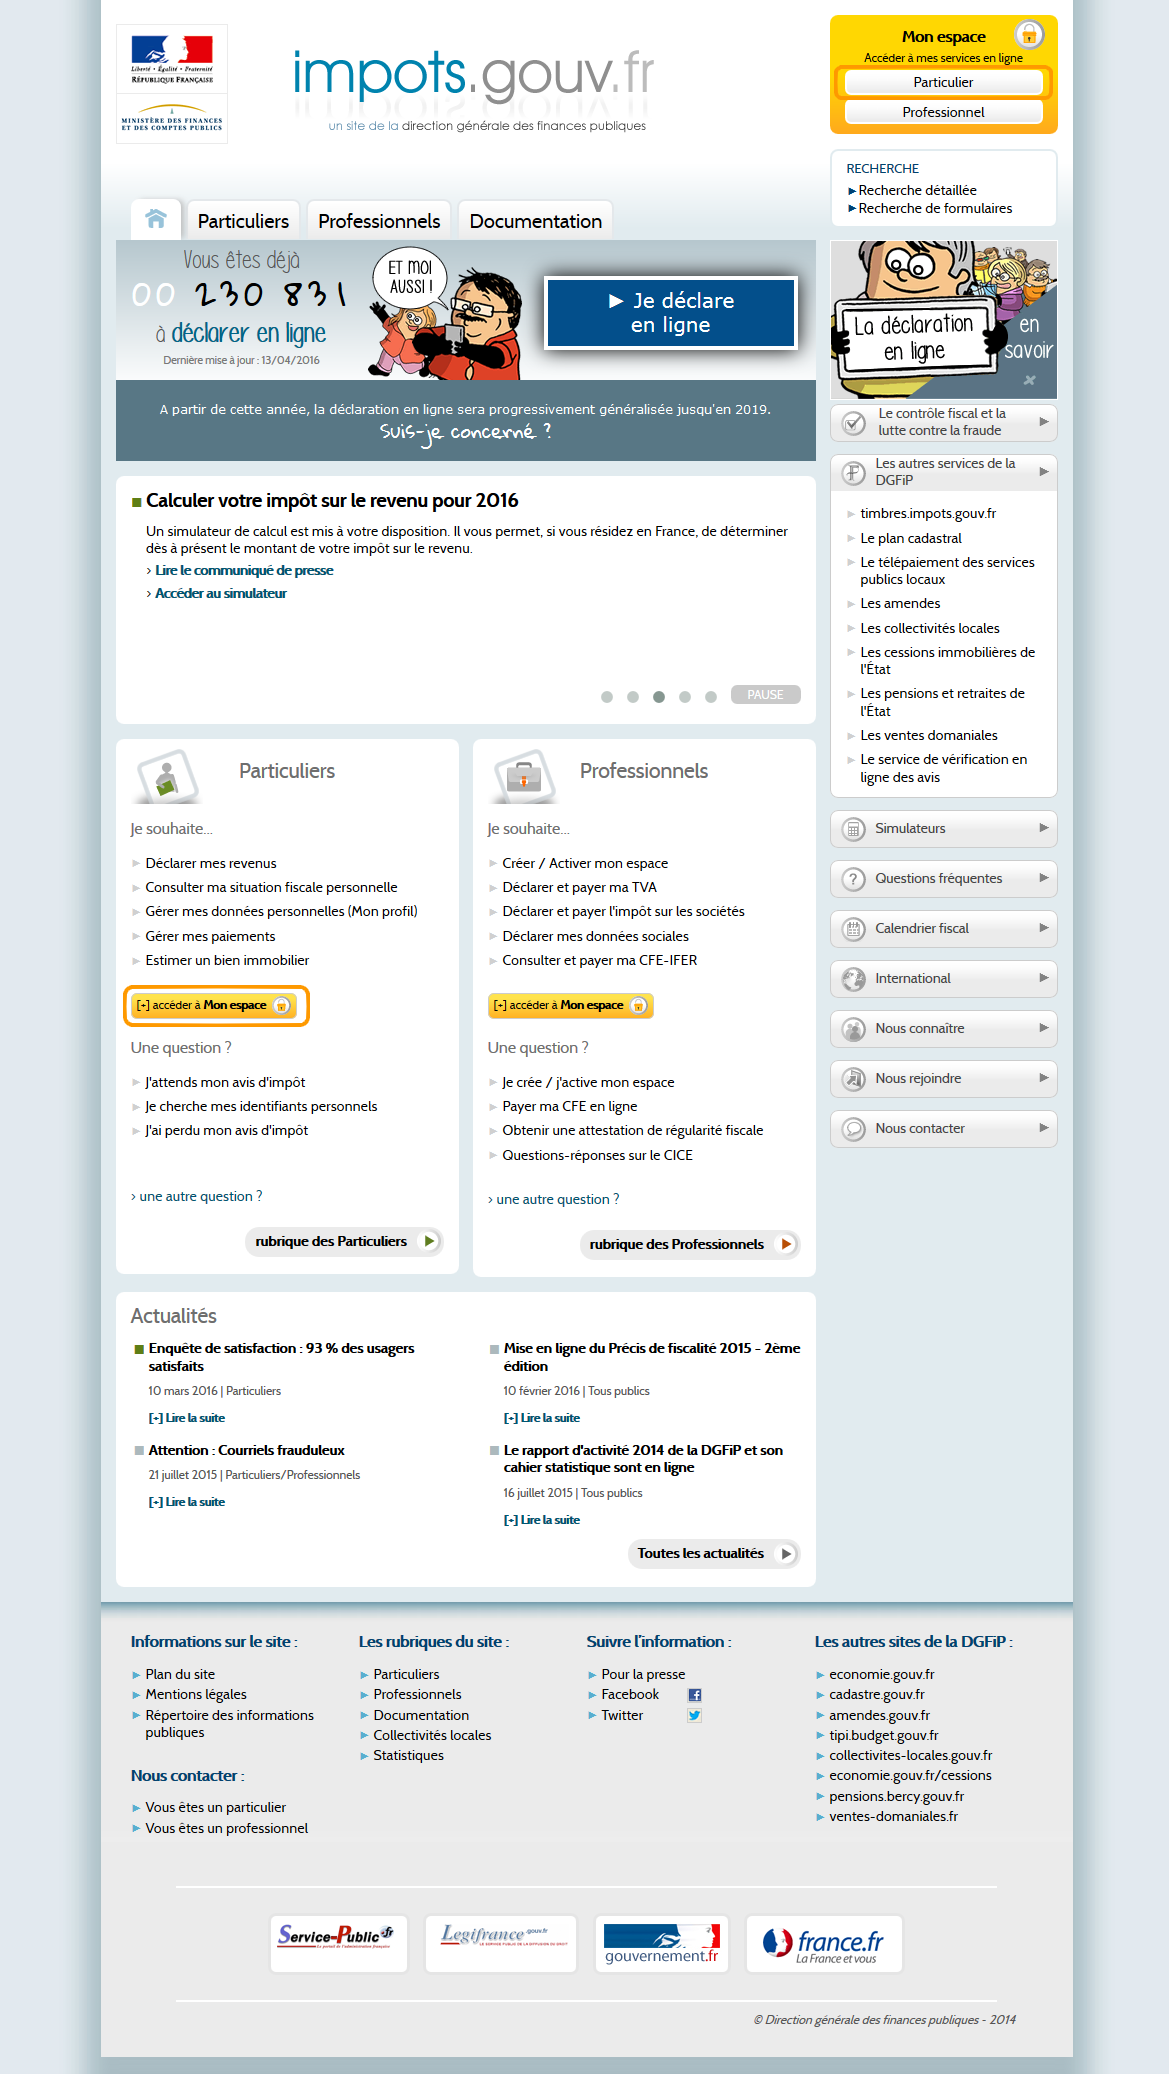 Liberté • Égalité • Fraternité
RÉPUBLIQUE FRANÇAISE
MINISTÈRE DES FINANCES
ET DES COMPTES PUBLICS
impots.gouv.fr
un site de la direction générale des finances publiques
Mon espace
Accéder à mes services en ligne
Particulier
Professionnel
RECHERCHE
Recherche détaillée
Recherche de formulaires
Particuliers
Professionnels
Documentation
Vous êtes déjà
00 230 831
à déclarer en ligne
Dernière mise à jour : 13/04/2016
ET MOI
AUSSI !
► Je déclare
en ligne
A partir de cette année, la déclaration en ligne sera progressivement généralisée jusqu'en 2019.
Suis-je concerné ?
La déclaration
en ligne
en
savoir
Le contrôle fiscal et la
lutte contre la fraude
Les autres services de la
DGFiP
timbres.impots.gouv.fr
Le plan cadastral
Le télépaiement des services
publics locaux
Les amendes
Les collectivités locales
Les cessions immobilières de
l'État
Les pensions et retraites de
l'État
Les ventes domaniales
Le service de vérification en
ligne des avis
Simulateurs
Questions fréquentes
Calendrier fiscal
International
Nous connaître
Nous rejoindre
Nous contacter
Calculer votre impôt sur le revenu pour 2016
Un simulateur de calcul est mis à votre disposition. Il vous permet, si vous résidez en France, de déterminer
dès à présent le montant de votre impôt sur le revenu.
› Lire le communiqué de presse
› Accéder au simulateur
PAUSE
Particuliers
Je souhaite...
Déclarer mes revenus
Consulter ma situation fiscale personnelle
Gérer mes données personnelles (Mon profil)
Gérer mes paiements
Estimer un bien immobilier
[+] accéder à Mon espace
Une question ?
J'attends mon avis d'impôt
Je cherche mes identifiants personnels
J'ai perdu mon avis d'impôt
› une autre question ?
rubrique des Particuliers
Professionnels
Je souhaite...
Créer / Activer mon espace
Déclarer et payer ma TVA
Déclarer et payer l'impôt sur les sociétés
Déclarer mes données sociales
Consulter et payer ma CFE-IFER
[+] accéder à Mon espace
Une question ?
Je crée / j'active mon espace
Payer ma CFE en ligne
Obtenir une attestation de régularité fiscale
Questions-réponses sur le CICE
› une autre question ?
rubrique des Professionnels
Actualités
Enquête de satisfaction : 93 % des usagers
satisfaits
10 mars 2016 | Particuliers
[+] Lire la suite
Mise en ligne du Précis de fiscalité 2015 - 2ème
édition
10 février 2016 | Tous publics
[+] Lire la suite
Attention : Courriels frauduleux
21 juillet 2015 | Particuliers/Professionnels
[+] Lire la suite
Le rapport d'activité 2014 de la DGFiP et son
cahier statistique sont en ligne
16 juillet 2015 | Tous publics
[+] Lire la suite
Toutes les actualités
Informations sur le site :
Plan du site
Mentions légales
Répertoire des informations
publiques
Nous contacter :
Vous êtes un particulier
Vous êtes un professionnel
Les rubriques du site :
Particuliers
Professionnels
Documentation
Collectivités locales
Statistiques
Suivre l'information :
Pour la presse
Facebook
Twitter
Les autres sites de la DGFiP :
economie.gouv.fr
cadastre.gouv.fr
amendes.gouv.fr
tipi.budget.gouv.fr
collectivites-locales.gouv.fr
economie.gouv.fr/cessions
pensions.bercy.gouv.fr
ventes-domaniales.fr
Service-Public.fr
Le portail de l'administration française
Legifrance.gouv.fr
LE SERVICE PUBLIC DE LA DIFFUSION DU DROIT
gouvernement.fr
france.fr
La France et vous
© Direction générale des finances publiques - 2014